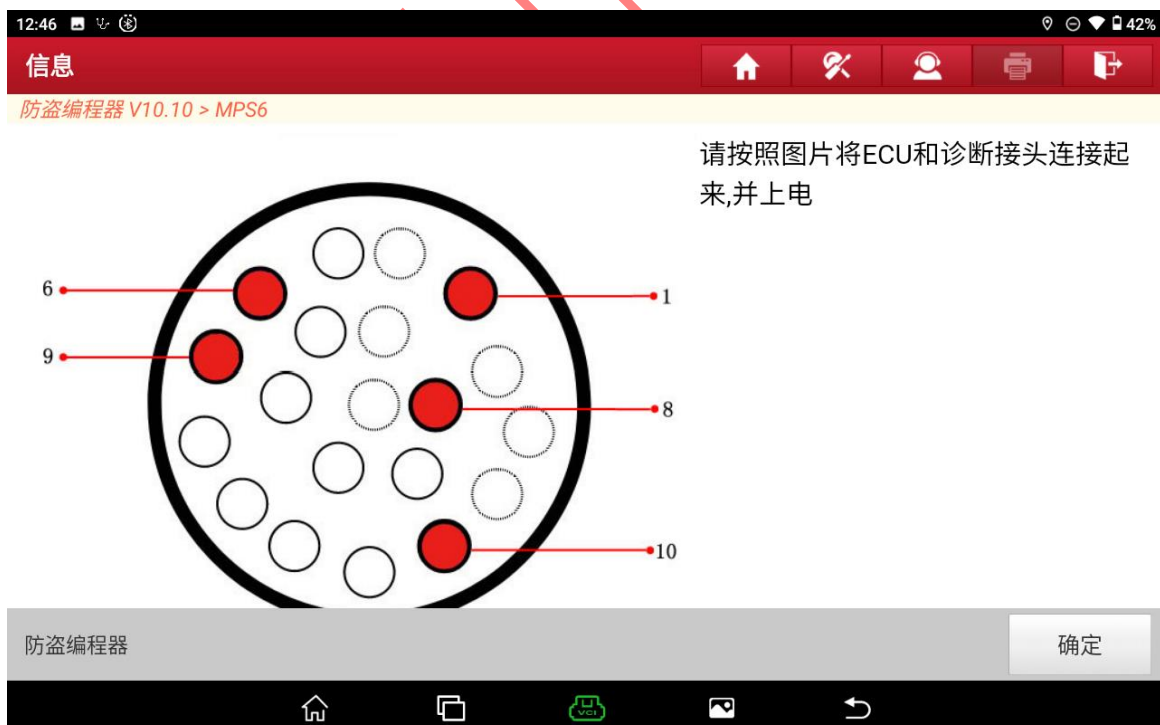 12:46
42%
信息
防盗编程器 V10.10 > MPS6
请按照图片将ECU和诊断接头连接起
来,并上电
6
1
9
8
10
防盗编程器
确定
VCI